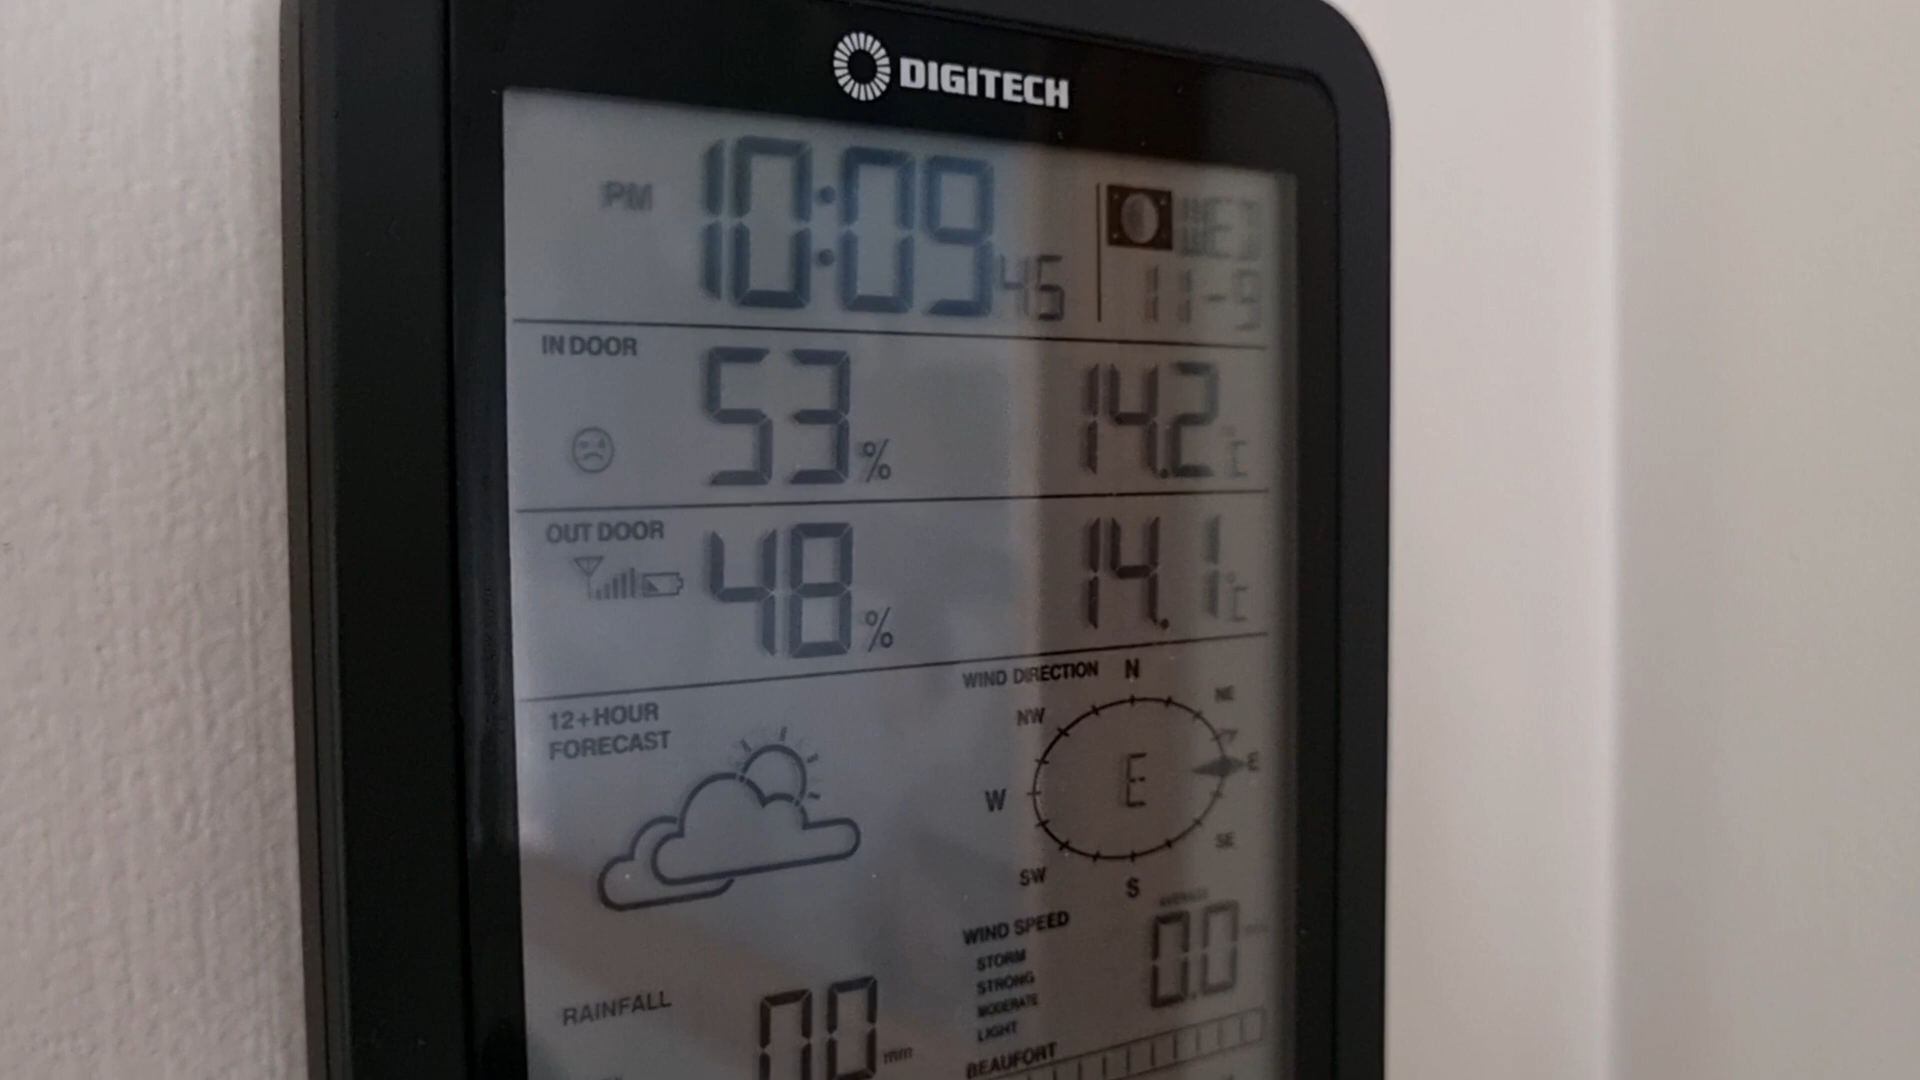 DIGITECH
PM 10:09 45 WED
11-9
IN DOOR
53% 14.2°C
OUT DOOR
48% 14.1°C
12+HOUR
FORECAST
WIND DIRECTION N
NW NE
W E E
SW SE
S
WIND SPEED
AVERAGE
STORM
STRONG
MODERATE
LIGHT
0.0
RAINFALL
0.0 mm
BEAUFORT